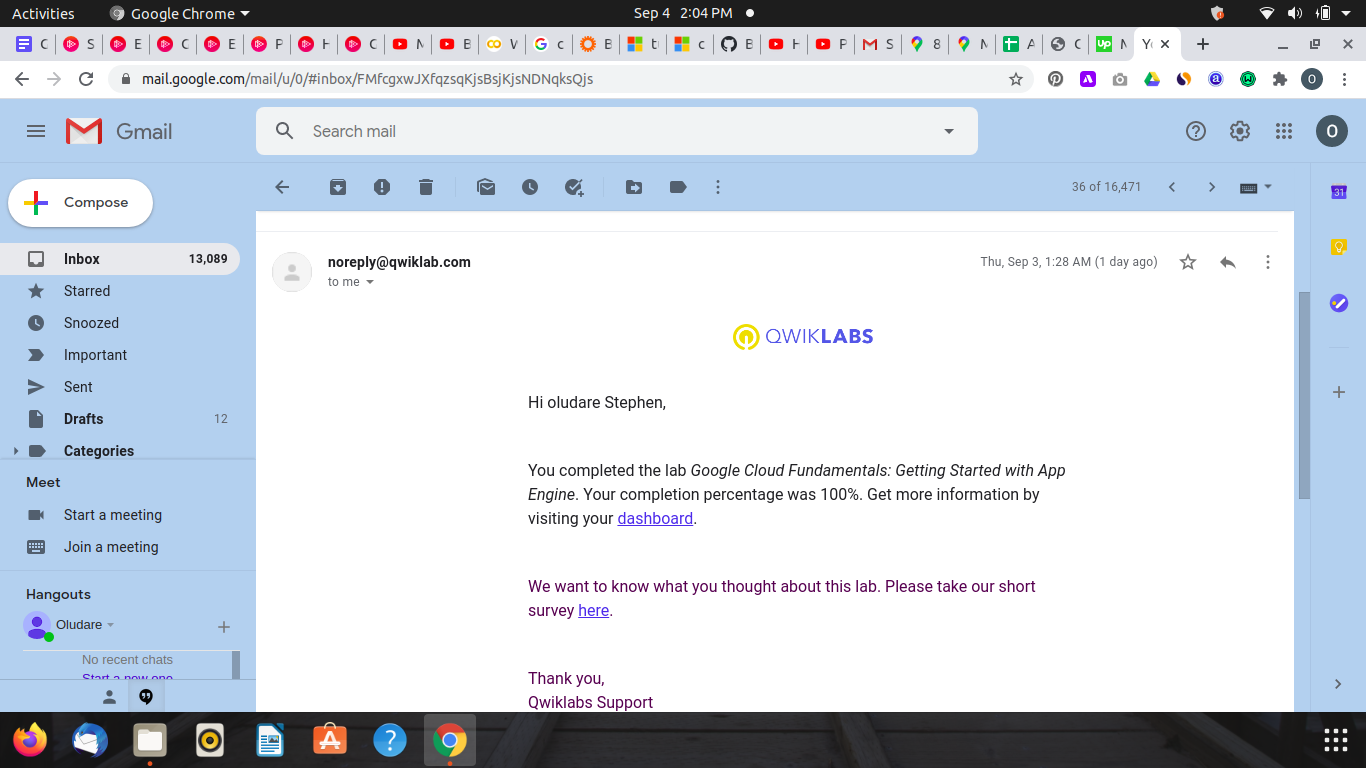 Activities Google Chrome Sep 4 2:04 PM
C S E C E P H C M B W c B t c B H P S 8 M A C N Yo
mail.google.com/mail/u/0/#inbox/FMfcgxwJXfqzsqKjsBsjKjsNDNqksQjs O
Gmail Search mail O
Compose 36 of 16,471 31
Inbox 13,089
noreply@qwiklab.com Thu, Sep 3, 1:28 AM (1 day ago)
to me
Starred
Snoozed
Important
Sent
Drafts 12
Categories
QWIKLABS
Hi oludare Stephen,
You completed the lab Google Cloud Fundamentals: Getting Started with App
Engine. Your completion percentage was 100%. Get more information by
visiting your dashboard.
We want to know what you thought about this lab. Please take our short
survey here.
Thank you,
Qwiklabs Support
Meet
Start a meeting
Join a meeting
Hangouts
Oludare
No recent chats
Start a new one